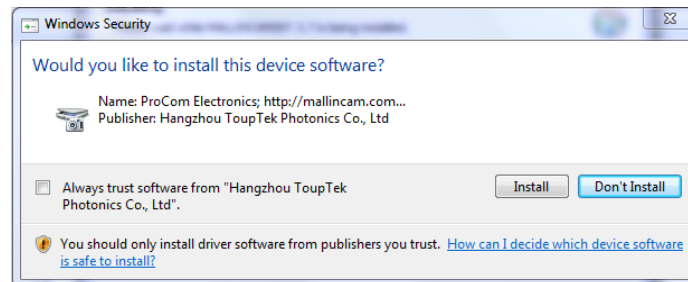 Windows Security
Would you like to install this device software?
Name: ProCom Electronics; http://mallincam.com...
Publisher: Hangzhou ToupTek Photonics Co., Ltd
Always trust software from "Hangzhou ToupTek
Photonics Co., Ltd".
Install
Don't Install
You should only install driver software from publishers you trust. How can I decide which device software
is safe to install?